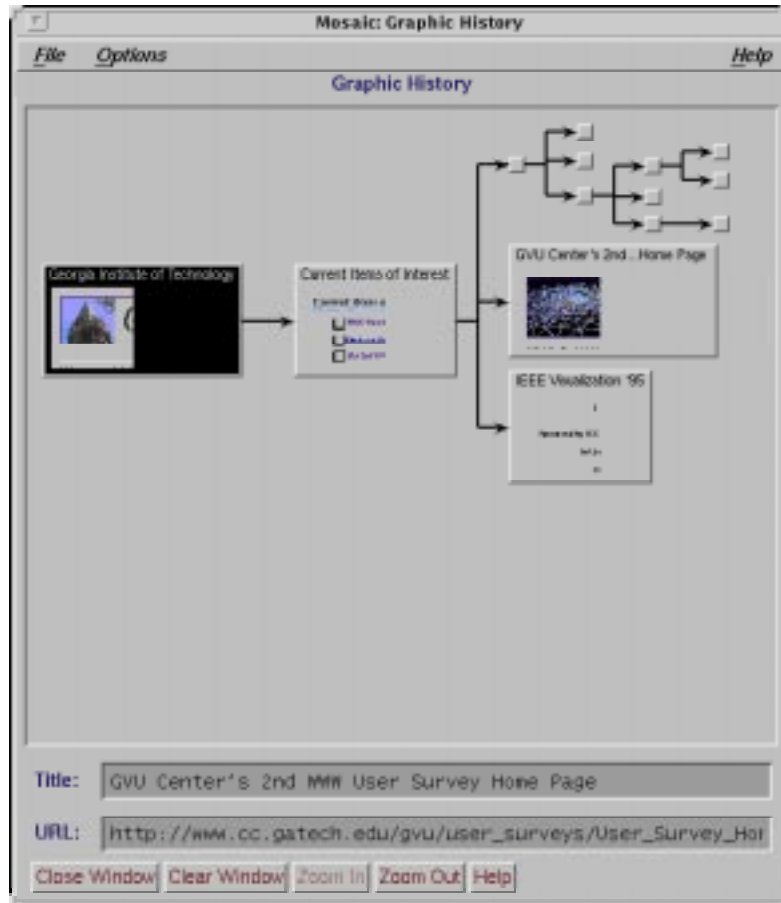 Mosaic: Graphic History
File Options Help
Graphic History
GVU Center's 2nd... Home Page
Georgia Institute of Technology
Current Items of Interest
IEEE Visualization '95
Title: GVU Center's 2nd WWW User Survey Home Page
URL: http://www.cc.gatech.edu/gvu/user_surveys/User_Survey_Hom
Close Window Clear Window Zoom In Zoom Out Help